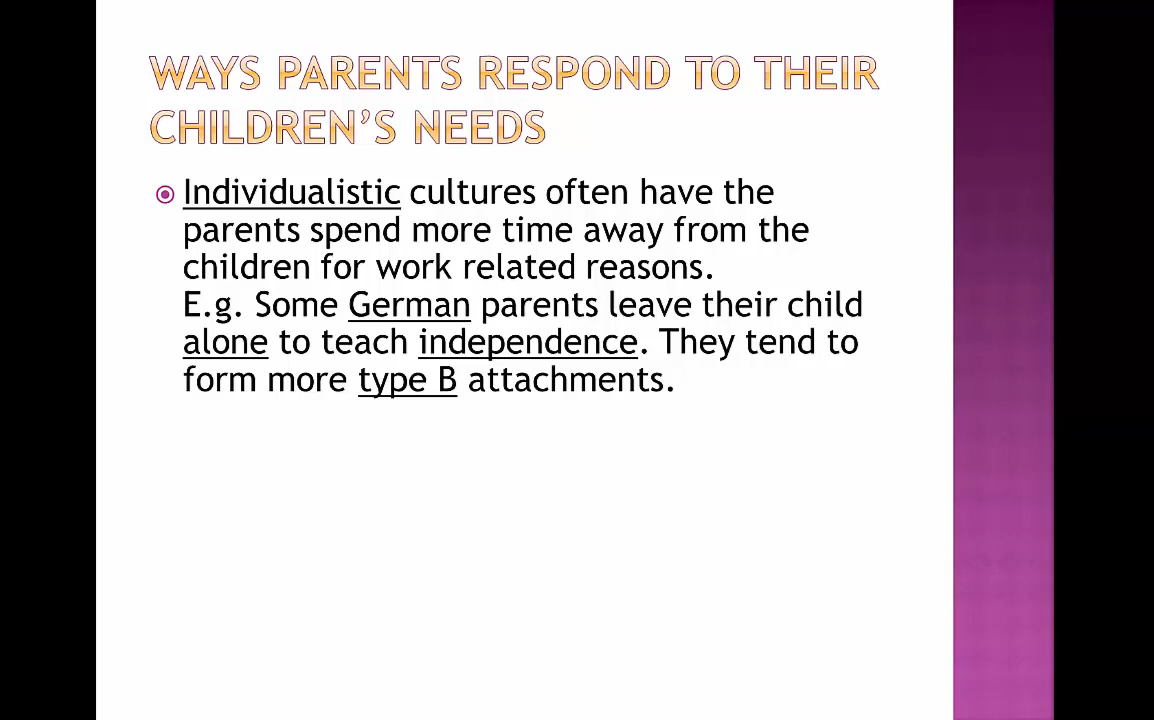 WAYS PARENTS RESPOND TO THEIR
CHILDREN’S NEEDS
Individualistic cultures often have the
parents spend more time away from the
children for work related reasons.
E.g. Some German parents leave their child
alone to teach independence. They tend to
form more type B attachments.